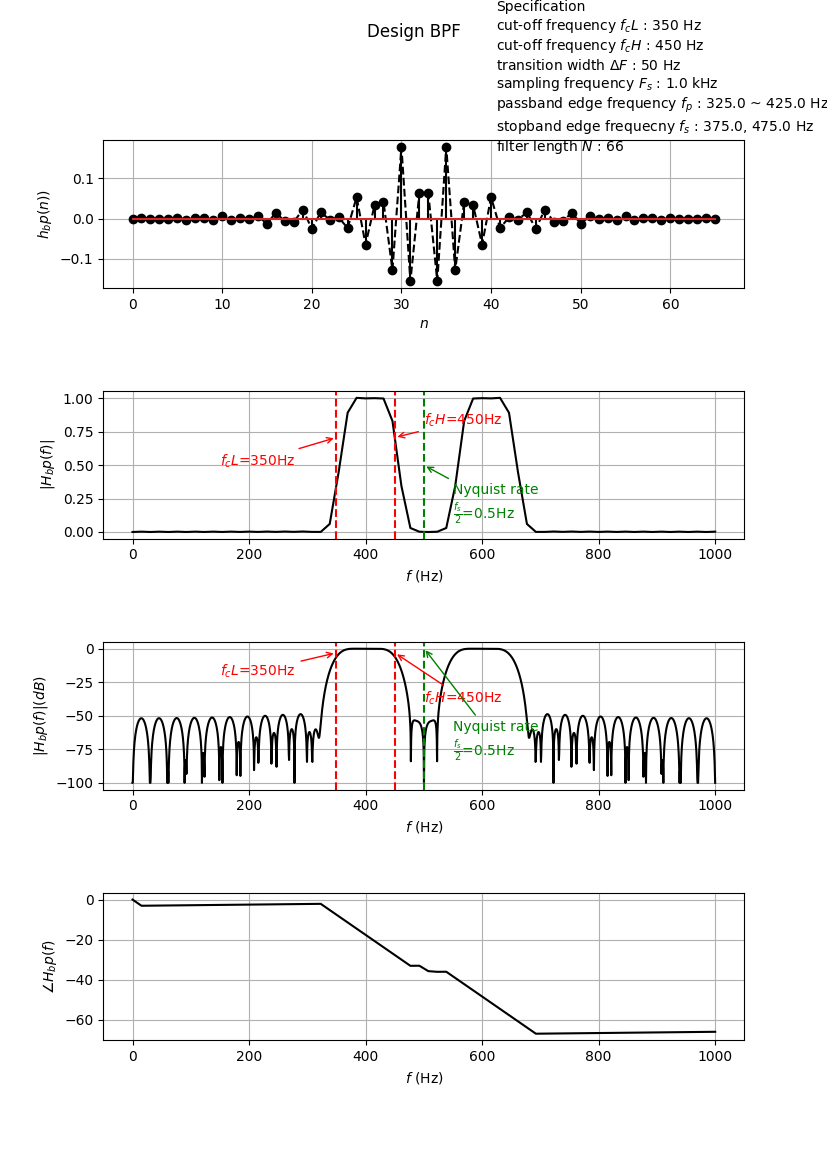 Specification
Design BPF
cut-off frequency f_cL : 350 Hz
cut-off frequency f_cH : 450 Hz
transition width ΔF : 50 Hz
sampling frequency F_s : 1.0 kHz
passband edge frequency f_p : 325.0 ~ 425.0 Hz
stopband edge frequecny f_s : 375.0, 475.0 Hz
filter length N : 66
h_bp(n))
0.1
0.0
−0.1
0 10 20 30 40 50 60
n
|H_bp(f)|
1.00
0.75
0.50
0.25
0.00
f_cH=450Hz
f_cL=350Hz
Nyquist rate
f_s/2=0.5Hz
0 200 400 600 800 1000
f (Hz)
|H_bp(f)|(dB)
0
−25
−50
−75
−100
f_cL=350Hz
f_cH=450Hz
Nyquist rate
f_s/2=0.5Hz
0 200 400 600 800 1000
f (Hz)
∠H_bp(f)
0
−20
−40
−60
0 200 400 600 800 1000
f (Hz)